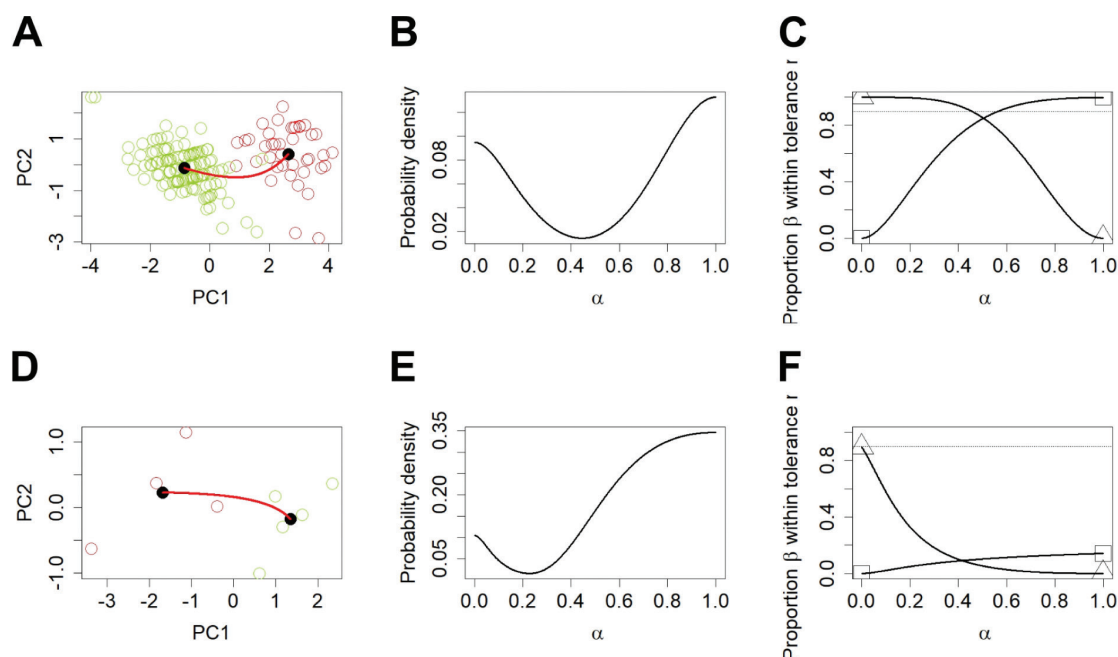 A
B
C
PC2
1
-1
-3
-4
-2
0
2
4
PC1
Probability density
0.08
0.02
0.0
0.2
0.4
0.6
0.8
1.0
α
Proportion β within tolerance r
0.8
0.4
0.0
0.0
0.2
0.4
0.6
0.8
1.0
α
D
E
F
PC2
1.0
0.0
-1.0
-3
-2
-1
0
1
2
PC1
Probability density
0.35
0.20
0.05
0.0
0.2
0.4
0.6
0.8
1.0
α
Proportion β within tolerance r
0.8
0.4
0.0
0.0
0.2
0.4
0.6
0.8
1.0
α